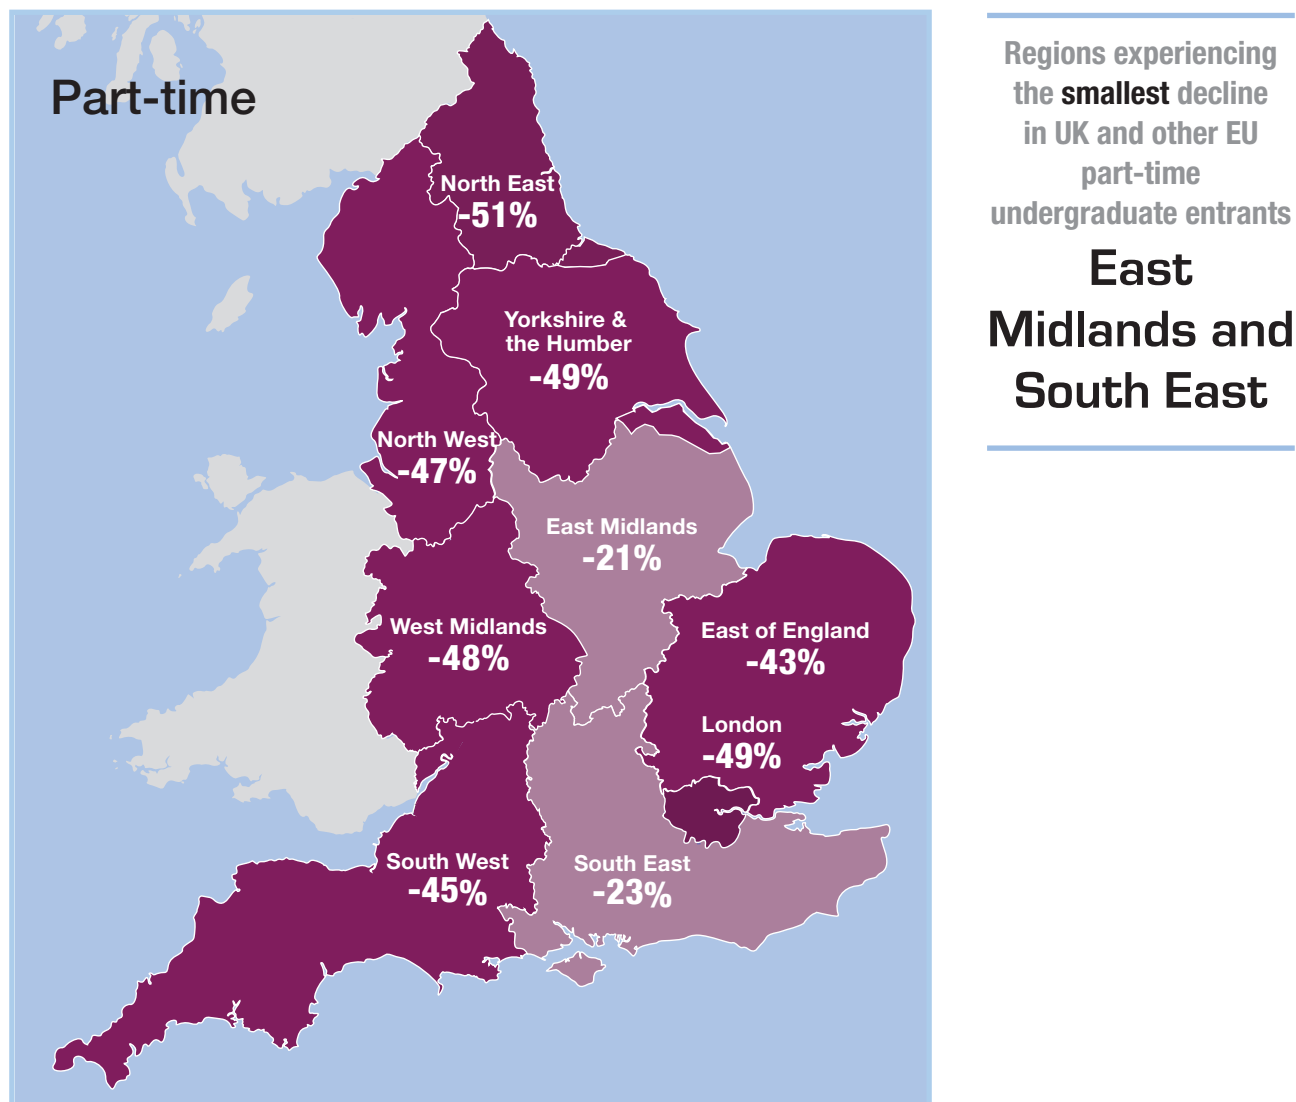 Part-time
North East
-51%
Yorkshire &
the Humber
-49%
North West
-47%
East Midlands
-21%
West Midlands
-48%
East of England
-43%
London
-49%
South West
-45%
South East
-23%
Regions experiencing
the smallest decline
in UK and other EU
part-time
undergraduate entrants
East
Midlands and
South East